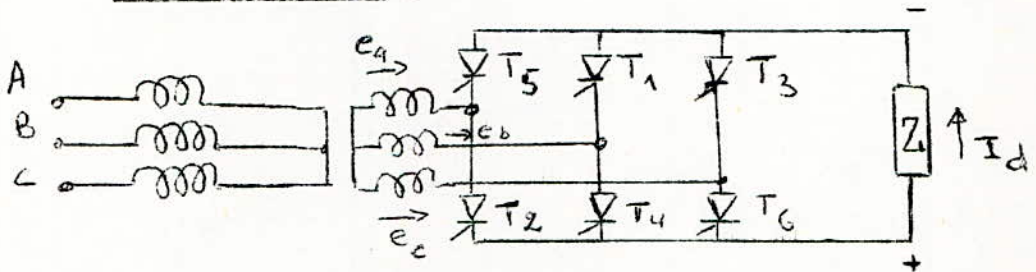 -
e_a T_5 T_1 T_3
A
B e_b Z I_d
C
T_2 T_4 T_6
e_c
+